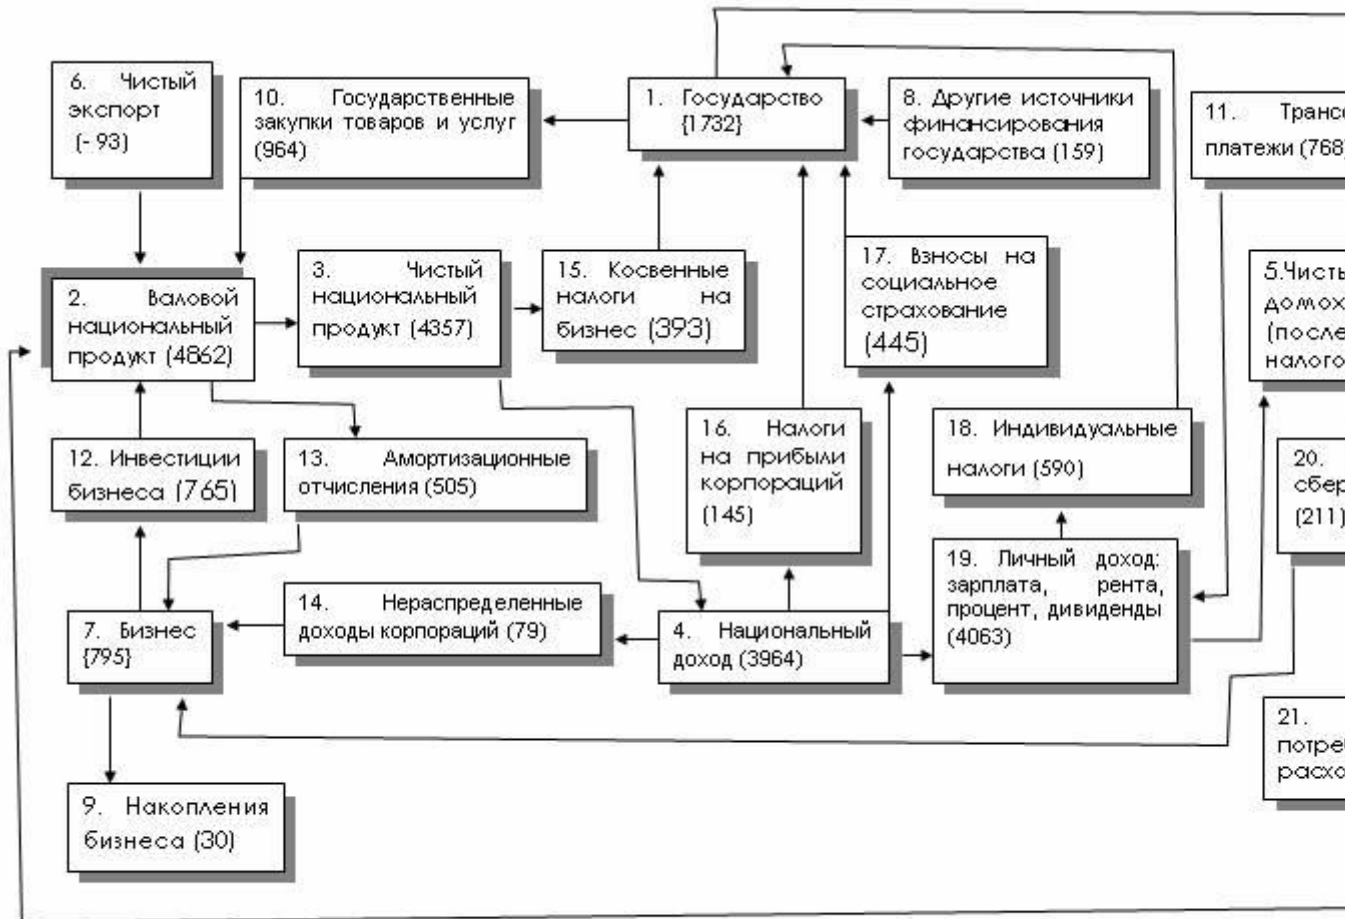 6. Чистый
экспорт
(- 93)
10. Государственные
закупки товаров и услуг
(964)
1. Государство
{1732}
8. Другие источники
финансирования
государства (159)
11.
платежи (768)
2. Валовой
национальный
продукт (4862)
3. Чистый
национальный
продукт (4357)
15. Косвенные
налоги на
бизнес (393)
17. Взносы на
социальное
страхование
(445)
5.
12. Инвестиции
бизнеса (765)
13. Амортизационные
отчисления (505)
16. Налоги
на прибыли
корпораций
(145)
18. Индивидуальные
налоги (590)
20.
(211)
7. Бизнес
{795}
14. Нераспределенные
доходы корпораций (79)
4. Национальный
доход (3964)
19. Личный доход:
зарплата, рента,
процент, дивиденды
(4063)
21.
9. Накопления
бизнеса (30)